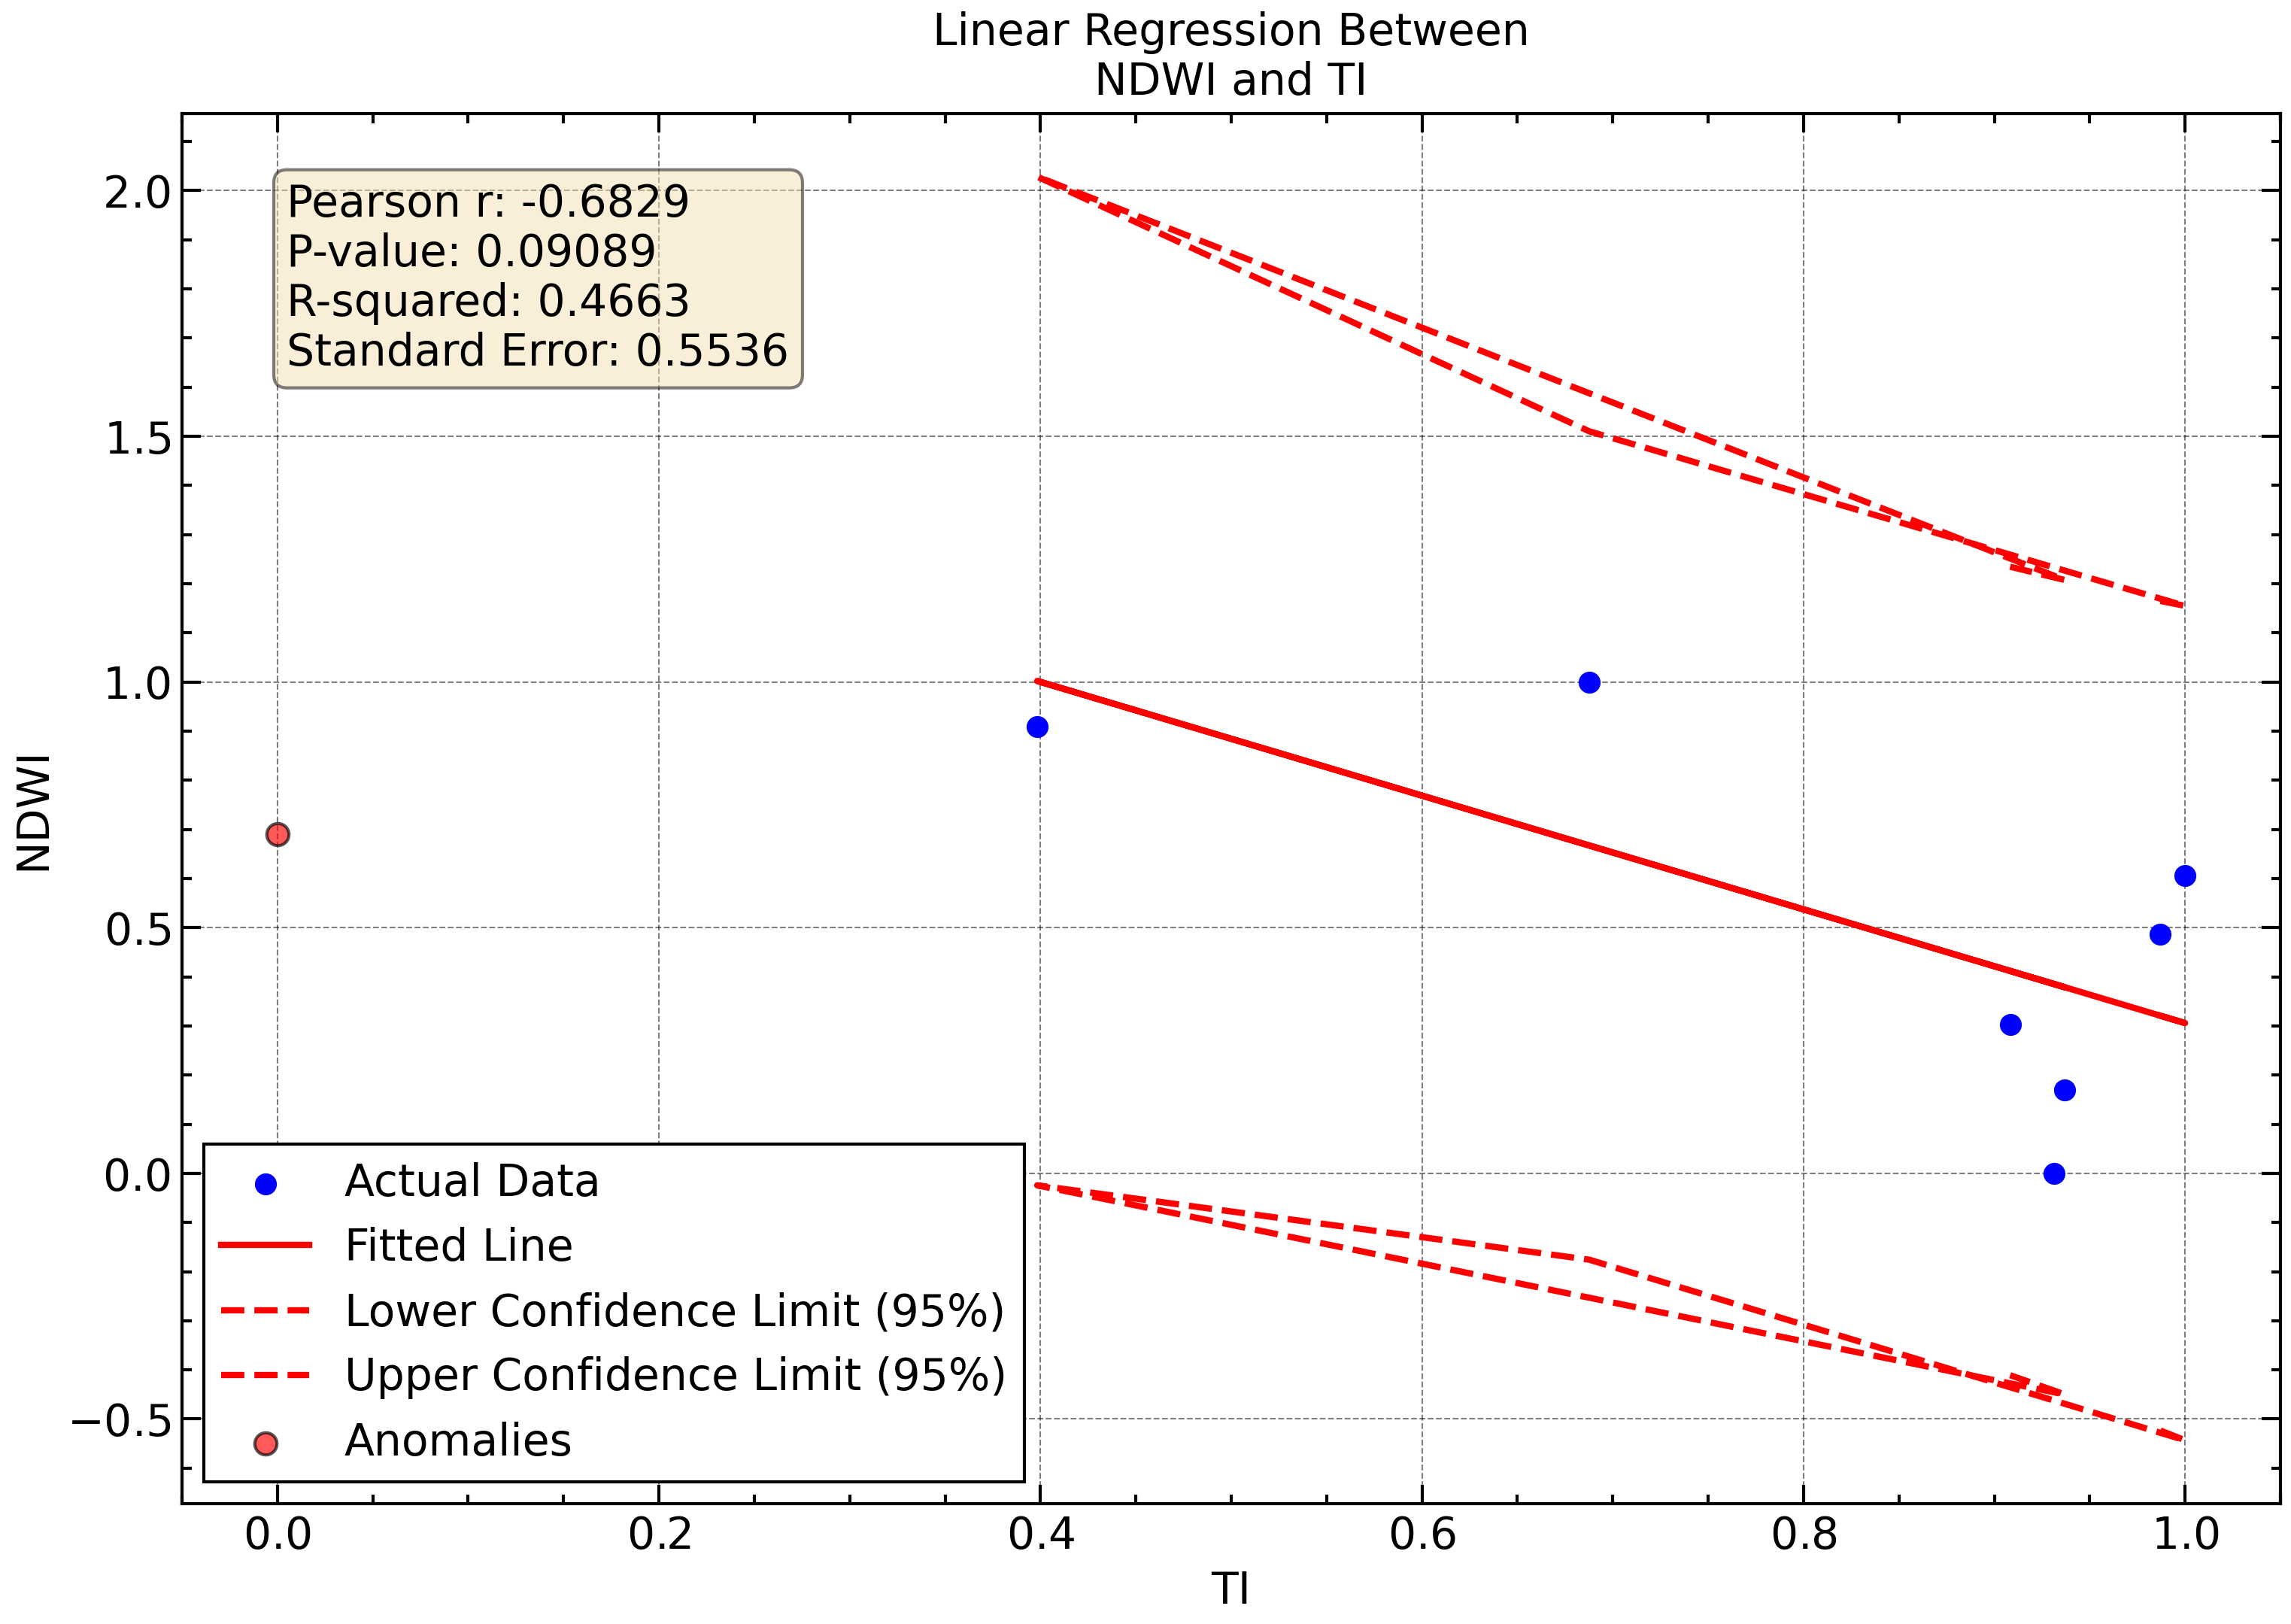 Linear Regression Between
NDWI and TI
Pearson r: -0.6829
P-value: 0.09089
R-squared: 0.4663
Standard Error: 0.5536
2.0
1.5
1.0
0.5
0.0
−0.5
NDWI
Actual Data
Fitted Line
Lower Confidence Limit (95%)
Upper Confidence Limit (95%)
Anomalies
0.0 0.2 0.4 0.6 0.8 1.0
TI